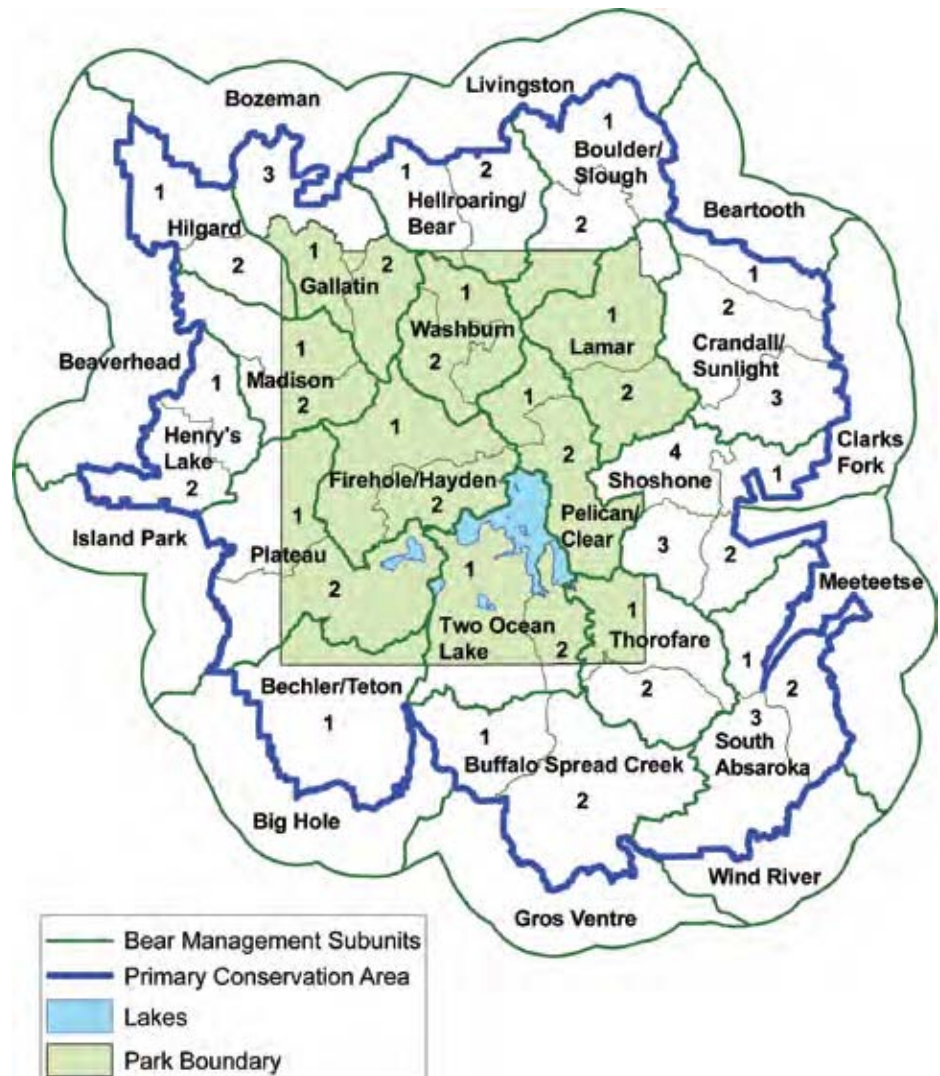 Livingston
Bozeman
1
Boulder/
Slough
3
1
2
1
Hellroaring/
Bear
Beartooth
Hilgard
2
1
2
2
1
Gallatin
1
2
1
Washburn
1
Crandall/
Sunlight
Beaverhead
1
Lamar
Madison
2
1
2
1
2
3
2
1
Henry's
Lake
4
Clarks
Fork
2
Shoshone
1
Firehole/Hayden
2
2
Pelican/
Clear
Island Park
1
3
2
Plateau
1
Meeteetse
2
1
Two Ocean
Lake
Thorofare
2
1
Bechler/Teton
2
2
1
3
South
Absaroka
1
Buffalo Spread Creek
2
Big Hole
Wind River
Gros Ventre
Bear Management Subunits
Primary Conservation Area
Lakes
Park Boundary